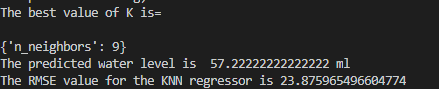 The best value of K is=
{'n_neighbors': 9}
The predicted water level is  57.22222222222222 ml
The RMSE value for the KNN regressor is 23.875965496604774